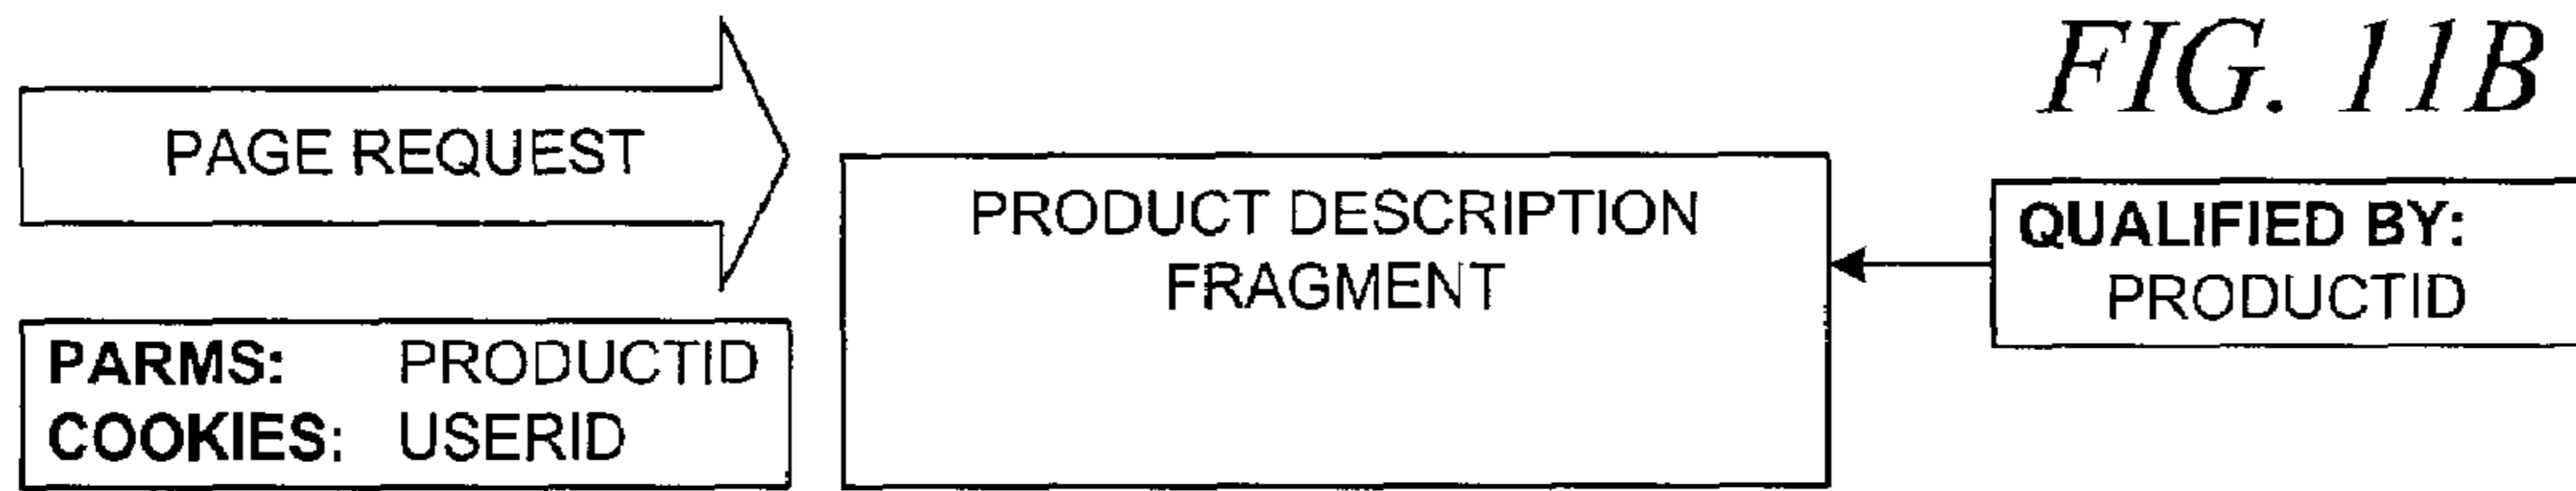 FIG. 11B
PAGE REQUEST
PARMS: PRODUCTID
COOKIES: USERID
PRODUCT DESCRIPTION
FRAGMENT
QUALIFIED BY:
PRODUCTID